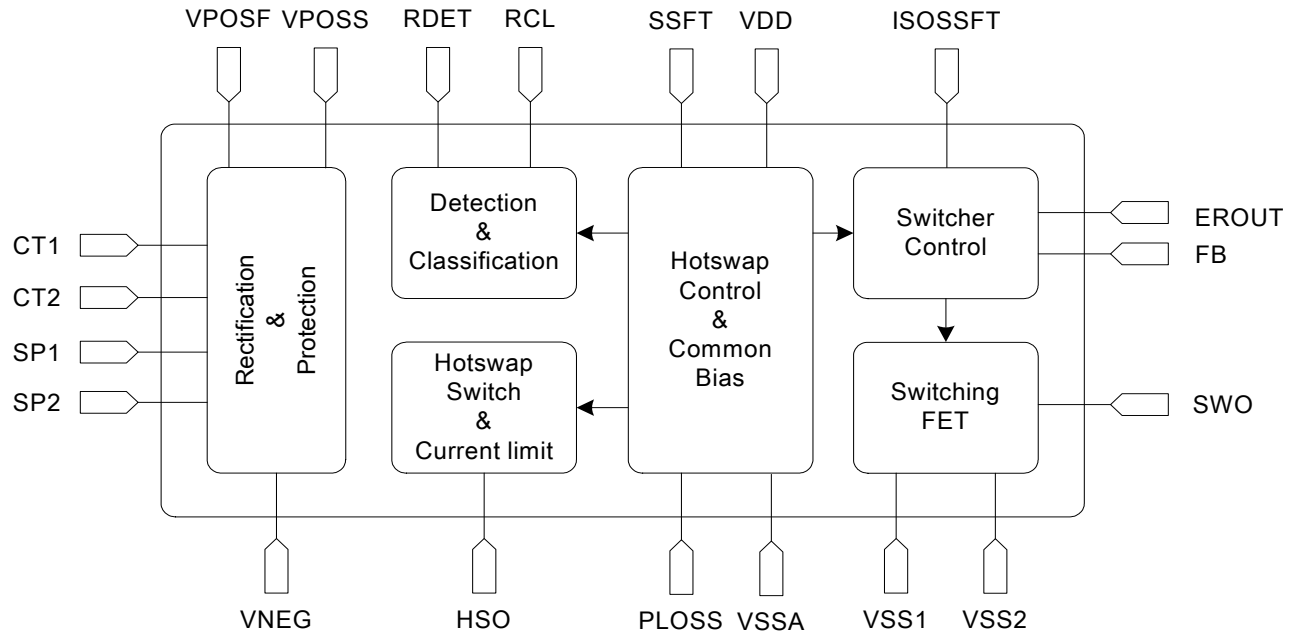 VPOSF
VPOSS
RDET
RCL
SSFT
VDD
ISOSSFT
CT1
CT2
SP1
SP2
Rectification
&
Protection
Detection
&
Classification
Hotswap
Switch
&
Current limit
Hotswap
Control
&
Common
Bias
Switcher
Control
Switching
FET
EROUT
FB
SWO
VNEG
HSO
PLOSS
VSSA
VSS1
VSS2